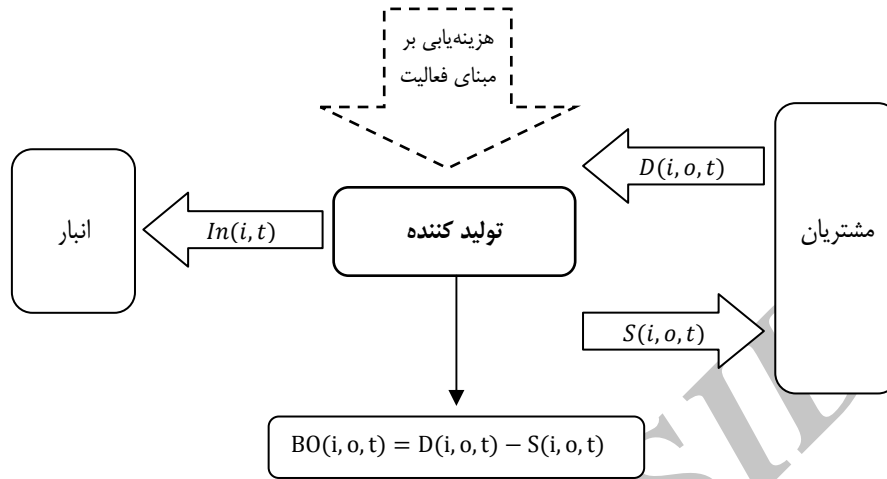 هزینه‌یابی بر
مبنای فعالیت
مشتریان
D(i, o, t)
تولید کننده
In(i, t)
انبار
S(i, o, t)
BO(i, o, t) = D(i, o, t) − S(i, o, t)